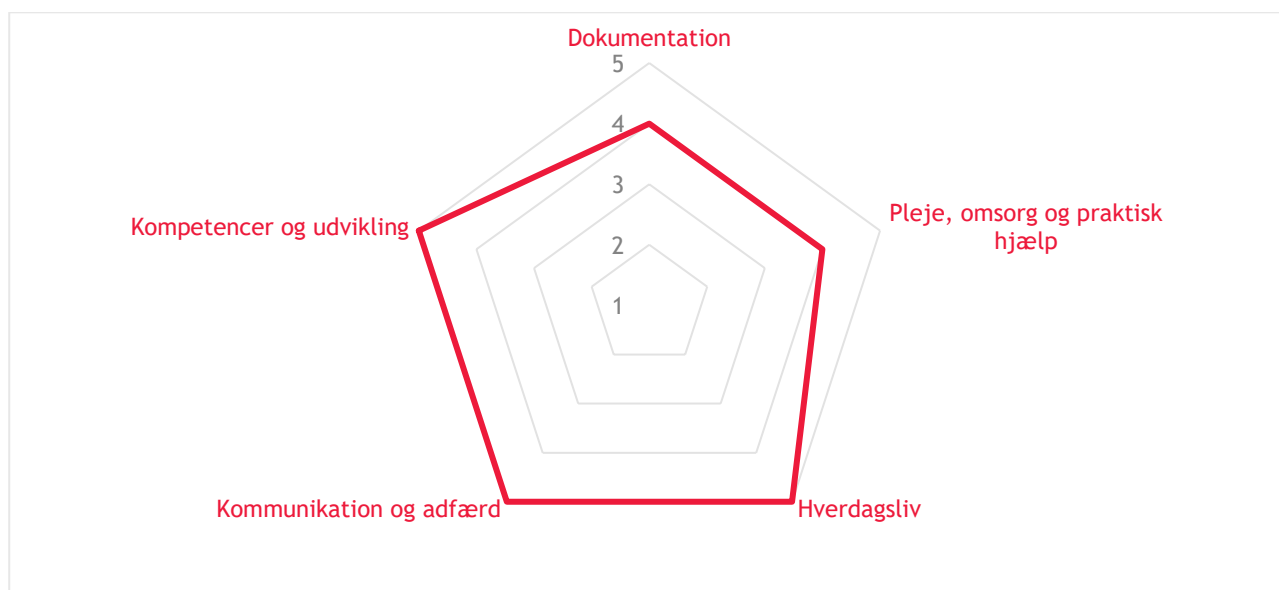 Dokumentation
5
4
3
2
1
Pleje, omsorg og praktisk
hjælp
Hverdagsliv
Kommunikation og adfærd
Kompetencer og udvikling